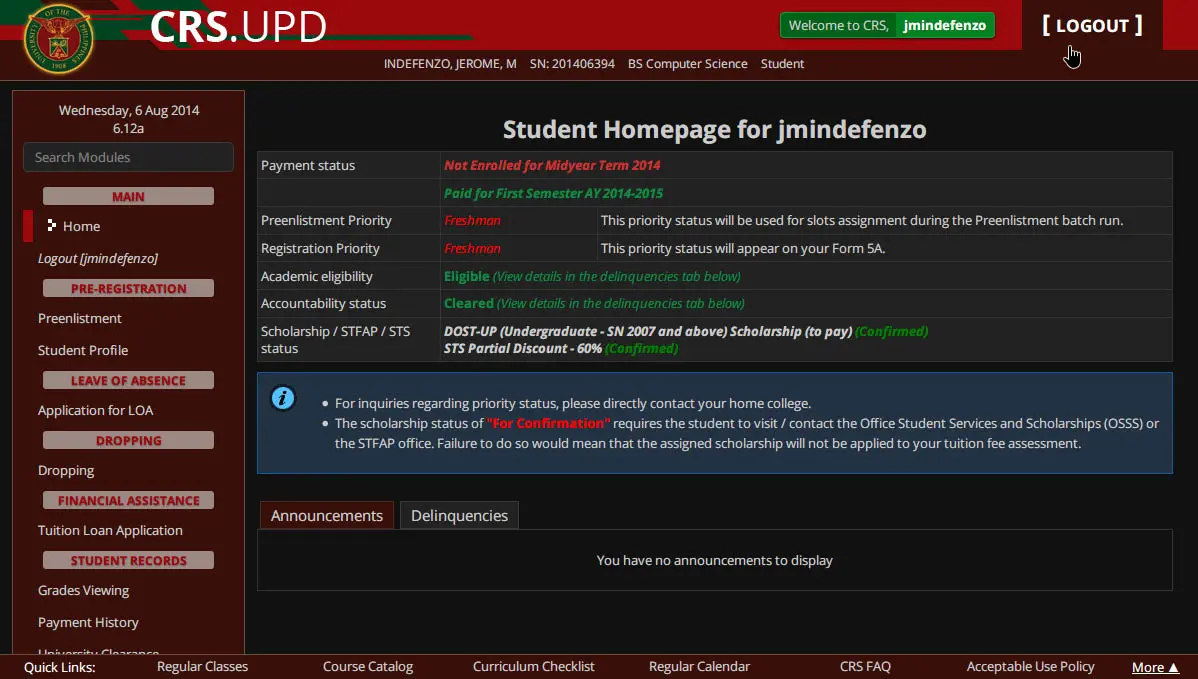 CRS.UPD
Welcome to CRS, jmindefenzo
[ LOGOUT ]
UNIVERSITY OF THE PHILIPPINES
1908
INDEFENZO, JEROME, M SN: 201406394 BS Computer Science Student
Wednesday, 6 Aug 2014
6.12a
Search Modules
MAIN
Home
Logout [jmindefenzo]
PRE-REGISTRATION
Preenlistment
Student Profile
LEAVE OF ABSENCE
Application for LOA
DROPPING
Dropping
FINANCIAL ASSISTANCE
Tuition Loan Application
STUDENT RECORDS
Grades Viewing
Payment History
University Clearance
Student Homepage for jmindefenzo
Payment status Not Enrolled for Midyear Term 2014
Paid for First Semester AY 2014-2015
Preenlistment Priority Freshman This priority status will be used for slots assignment during the Preenlistment batch run.
Registration Priority Freshman This priority status will appear on your Form 5A.
Academic eligibility Eligible (View details in the delinquencies tab below)
Accountability status Cleared (View details in the delinquencies tab below)
Scholarship / STFAP / STS DOST-UP (Undergraduate - SN 2007 and above) Scholarship (to pay) (Confirmed)
status STS Partial Discount - 60% (Confirmed)
For inquiries regarding priority status, please directly contact your home college.
The scholarship status of "For Confirmation" requires the student to visit / contact the Office Student Services and Scholarships (OSSS) or
the STFAP office. Failure to do so would mean that the assigned scholarship will not be applied to your tuition fee assessment.
Announcements Delinquencies
You have no announcements to display
Quick Links: Regular Classes Course Catalog Curriculum Checklist Regular Calendar CRS FAQ Acceptable Use Policy More ▲